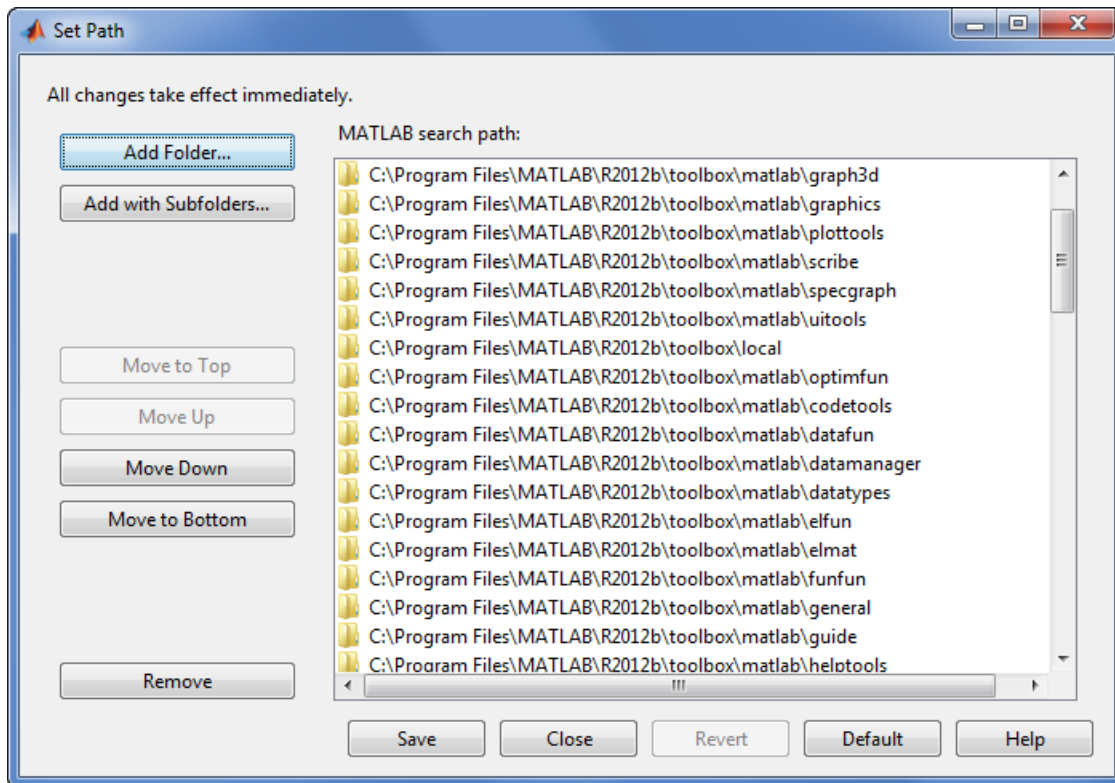 Set Path
All changes take effect immediately.
Add Folder...
Add with Subfolders...
Move to Top
Move Up
Move Down
Move to Bottom
Remove
MATLAB search path:
C:\Program Files\MATLAB\R2012b\toolbox\matlab\graph3d
C:\Program Files\MATLAB\R2012b\toolbox\matlab\graphics
C:\Program Files\MATLAB\R2012b\toolbox\matlab\plottools
C:\Program Files\MATLAB\R2012b\toolbox\matlab\scribe
C:\Program Files\MATLAB\R2012b\toolbox\matlab\specgraph
C:\Program Files\MATLAB\R2012b\toolbox\matlab\uitools
C:\Program Files\MATLAB\R2012b\toolbox\local
C:\Program Files\MATLAB\R2012b\toolbox\matlab\optimfun
C:\Program Files\MATLAB\R2012b\toolbox\matlab\codetools
C:\Program Files\MATLAB\R2012b\toolbox\matlab\datafun
C:\Program Files\MATLAB\R2012b\toolbox\matlab\datamanager
C:\Program Files\MATLAB\R2012b\toolbox\matlab\datatypes
C:\Program Files\MATLAB\R2012b\toolbox\matlab\elfun
C:\Program Files\MATLAB\R2012b\toolbox\matlab\elmat
C:\Program Files\MATLAB\R2012b\toolbox\matlab\funfun
C:\Program Files\MATLAB\R2012b\toolbox\matlab\general
C:\Program Files\MATLAB\R2012b\toolbox\matlab\guide
C:\Program Files\MATLAB\R2012b\toolbox\matlab\helptools
Save
Close
Revert
Default
Help